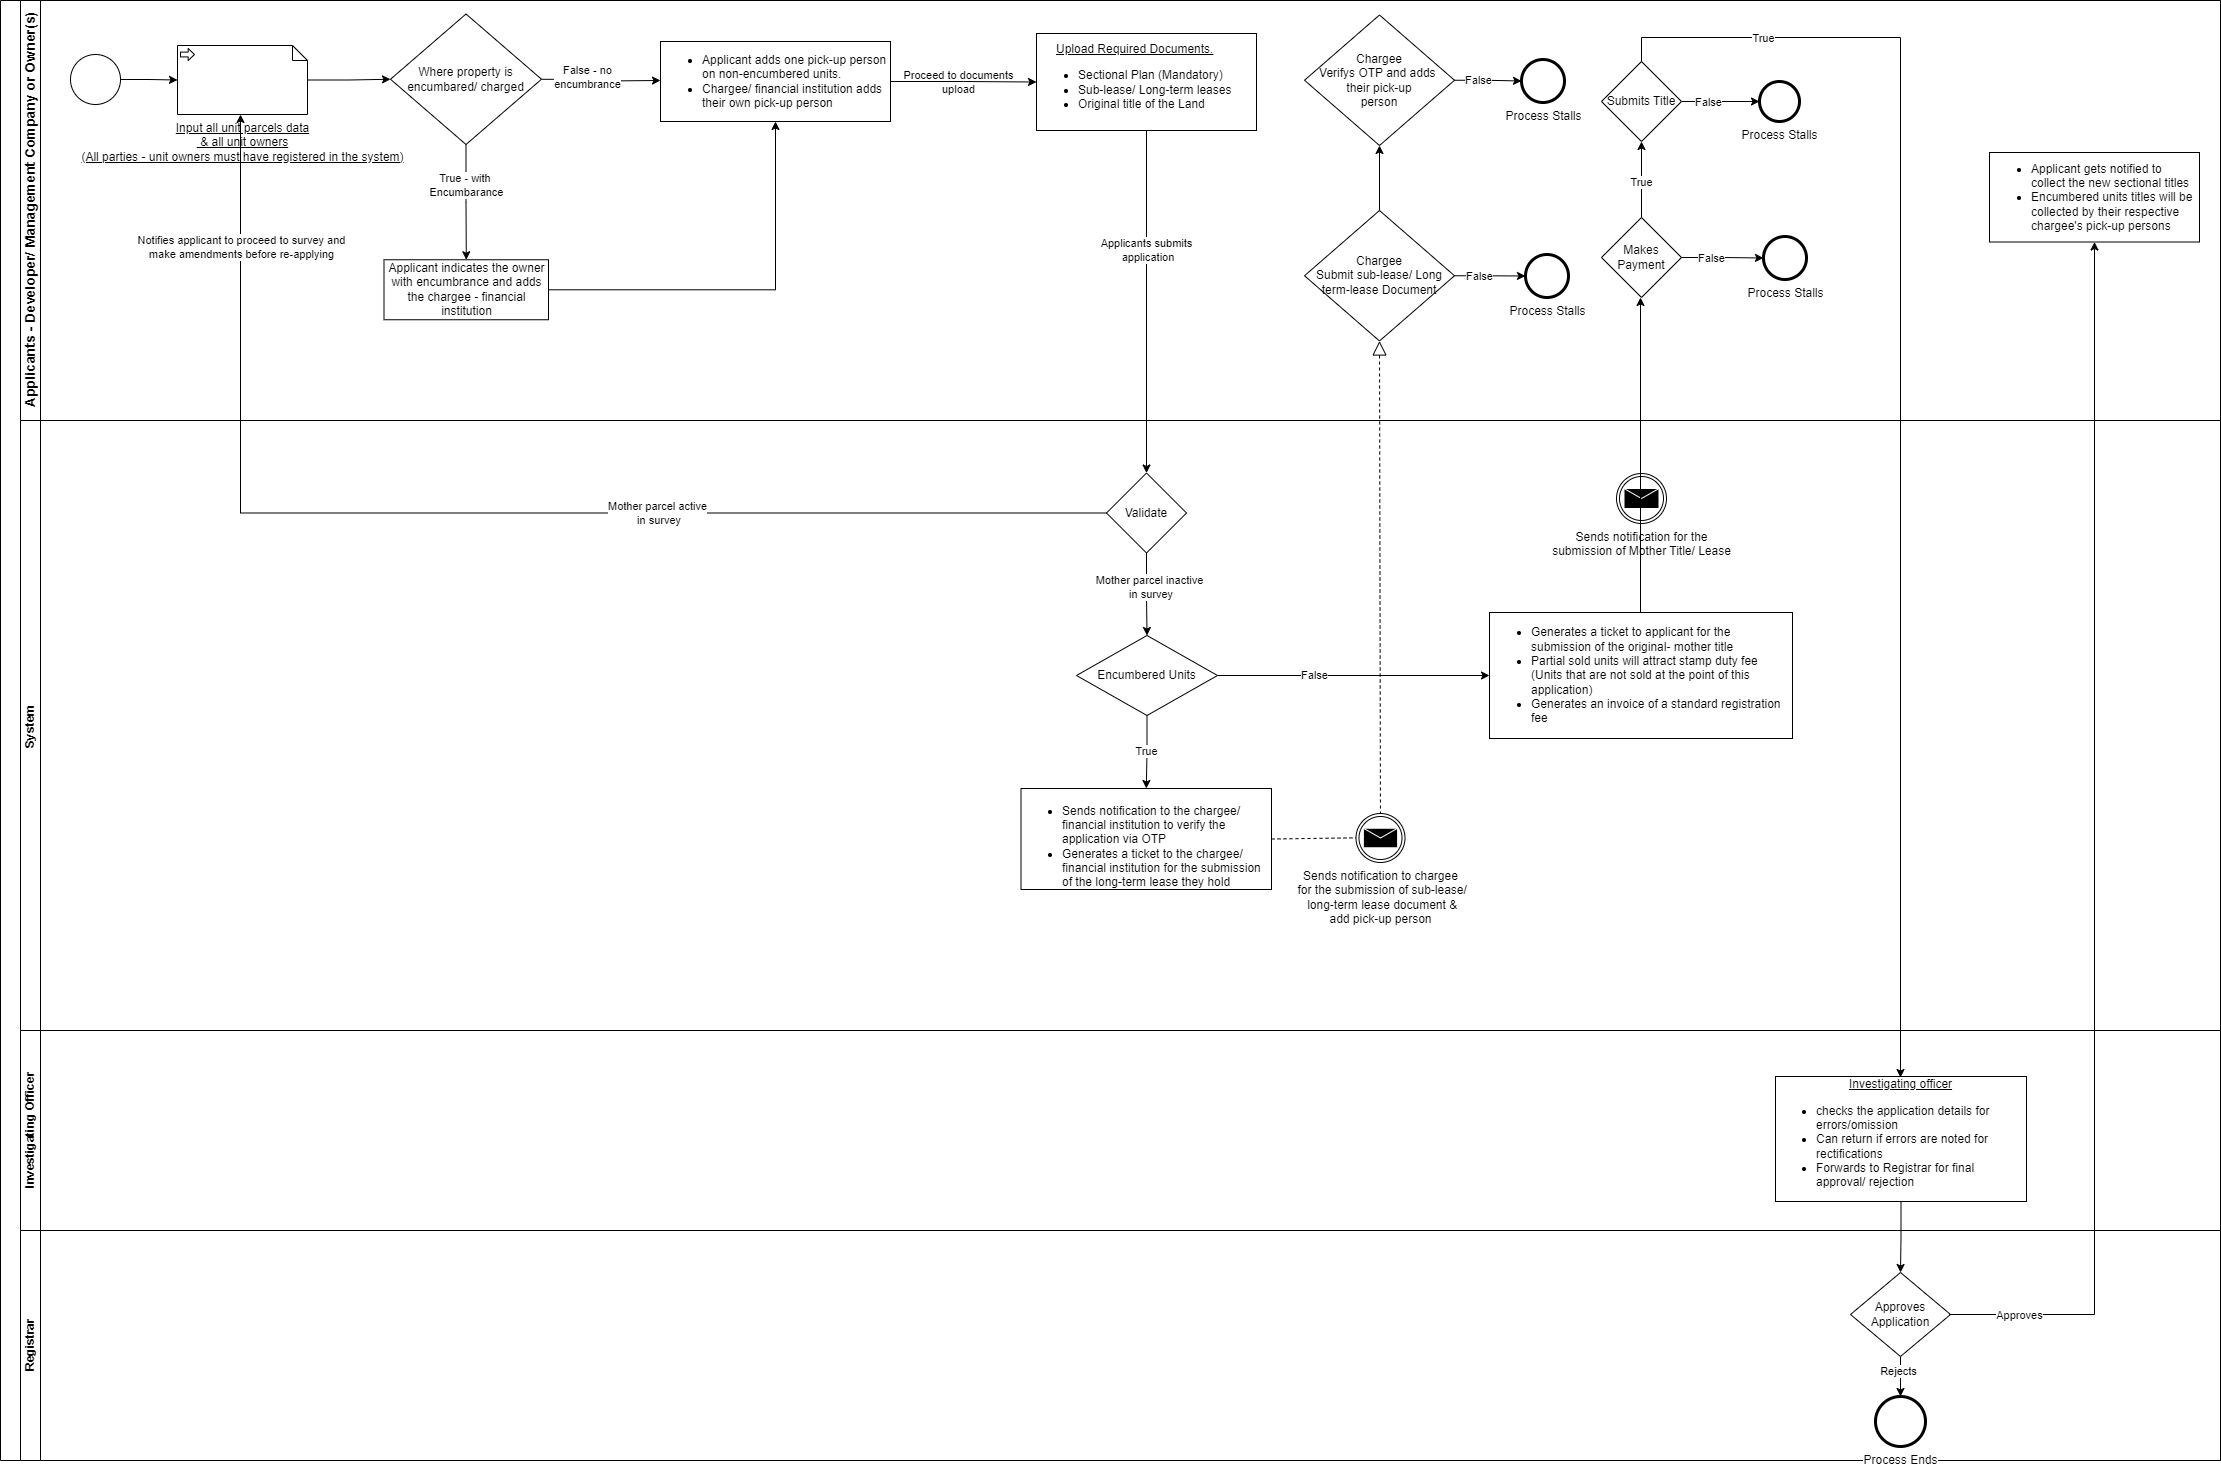 Applicants - Developer/ Management Company or Owner(s)
Input all unit parcels data
& all unit owners
(All parties - unit owners must have registered in the system)
Where property is
encumbared/ charged
False - no
encumbrance
True - with
Encumbarance
Applicant indicates the owner
with encumbrance and adds
the chargee - financial
institution
Applicant adds one pick-up person
on non-encumbered units.
Chargee/ financial institution adds
their own pick-up person
Proceed to documents
upload
Upload Required Documents.
Sectional Plan (Mandatory)
Sub-lease/ Long-term leases
Original title of the Land
Notifies applicant to proceed to survey and
make amendments before re-applying
Applicants submits
application
Chargee
Verifys OTP and adds
their pick-up
person
False
Process Stalls
Chargee
Submit sub-lease/ Long
term-lease Document
False
Process Stalls
True
Submits Title
False
Process Stalls
True
Makes
Payment
False
Process Stalls
Applicant gets notified to
collect the new sectional titles
Encumbered units titles will be
collected by their respective
chargee's pick-up persons
System
Mother parcel active
in survey
Validate
Mother parcel inactive
in survey
Encumbered Units
False
True
Sends notification for the
submission of Mother Title/ Lease
Generates a ticket to applicant for the
submission of the original- mother title
Partial sold units will attract stamp duty fee
(Units that are not sold at the point of this
application)
Generates an invoice of a standard registration
fee
Sends notification to the chargee/
financial institution to verify the
application via OTP
Generates a ticket to the chargee/
financial institution for the submission
of the long-term lease they hold
Sends notification to chargee
for the submission of sub-lease/
long-term lease document &
add pick-up person
Investigating Officer
Investigating officer
checks the application details for
errors/omission
Can return if errors are noted for
rectifications
Forwards to Registrar for final
approval/ rejection
Registrar
Approves
Application
Approves
Rejects
Process Ends